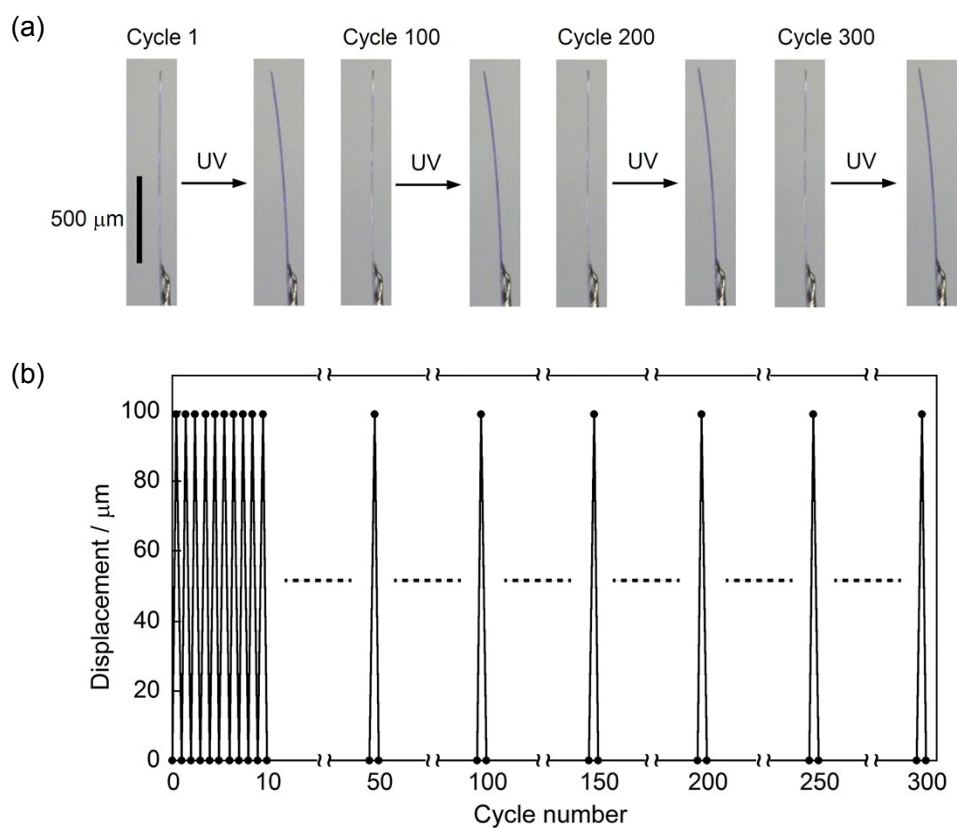 (a)
Cycle 1
Cycle 100
Cycle 200
Cycle 300
UV
UV
UV
UV
500 μm
(b)
100
80
60
40
20
0
Displacement / μm
0
10
50
100
150
200
250
300
Cycle number